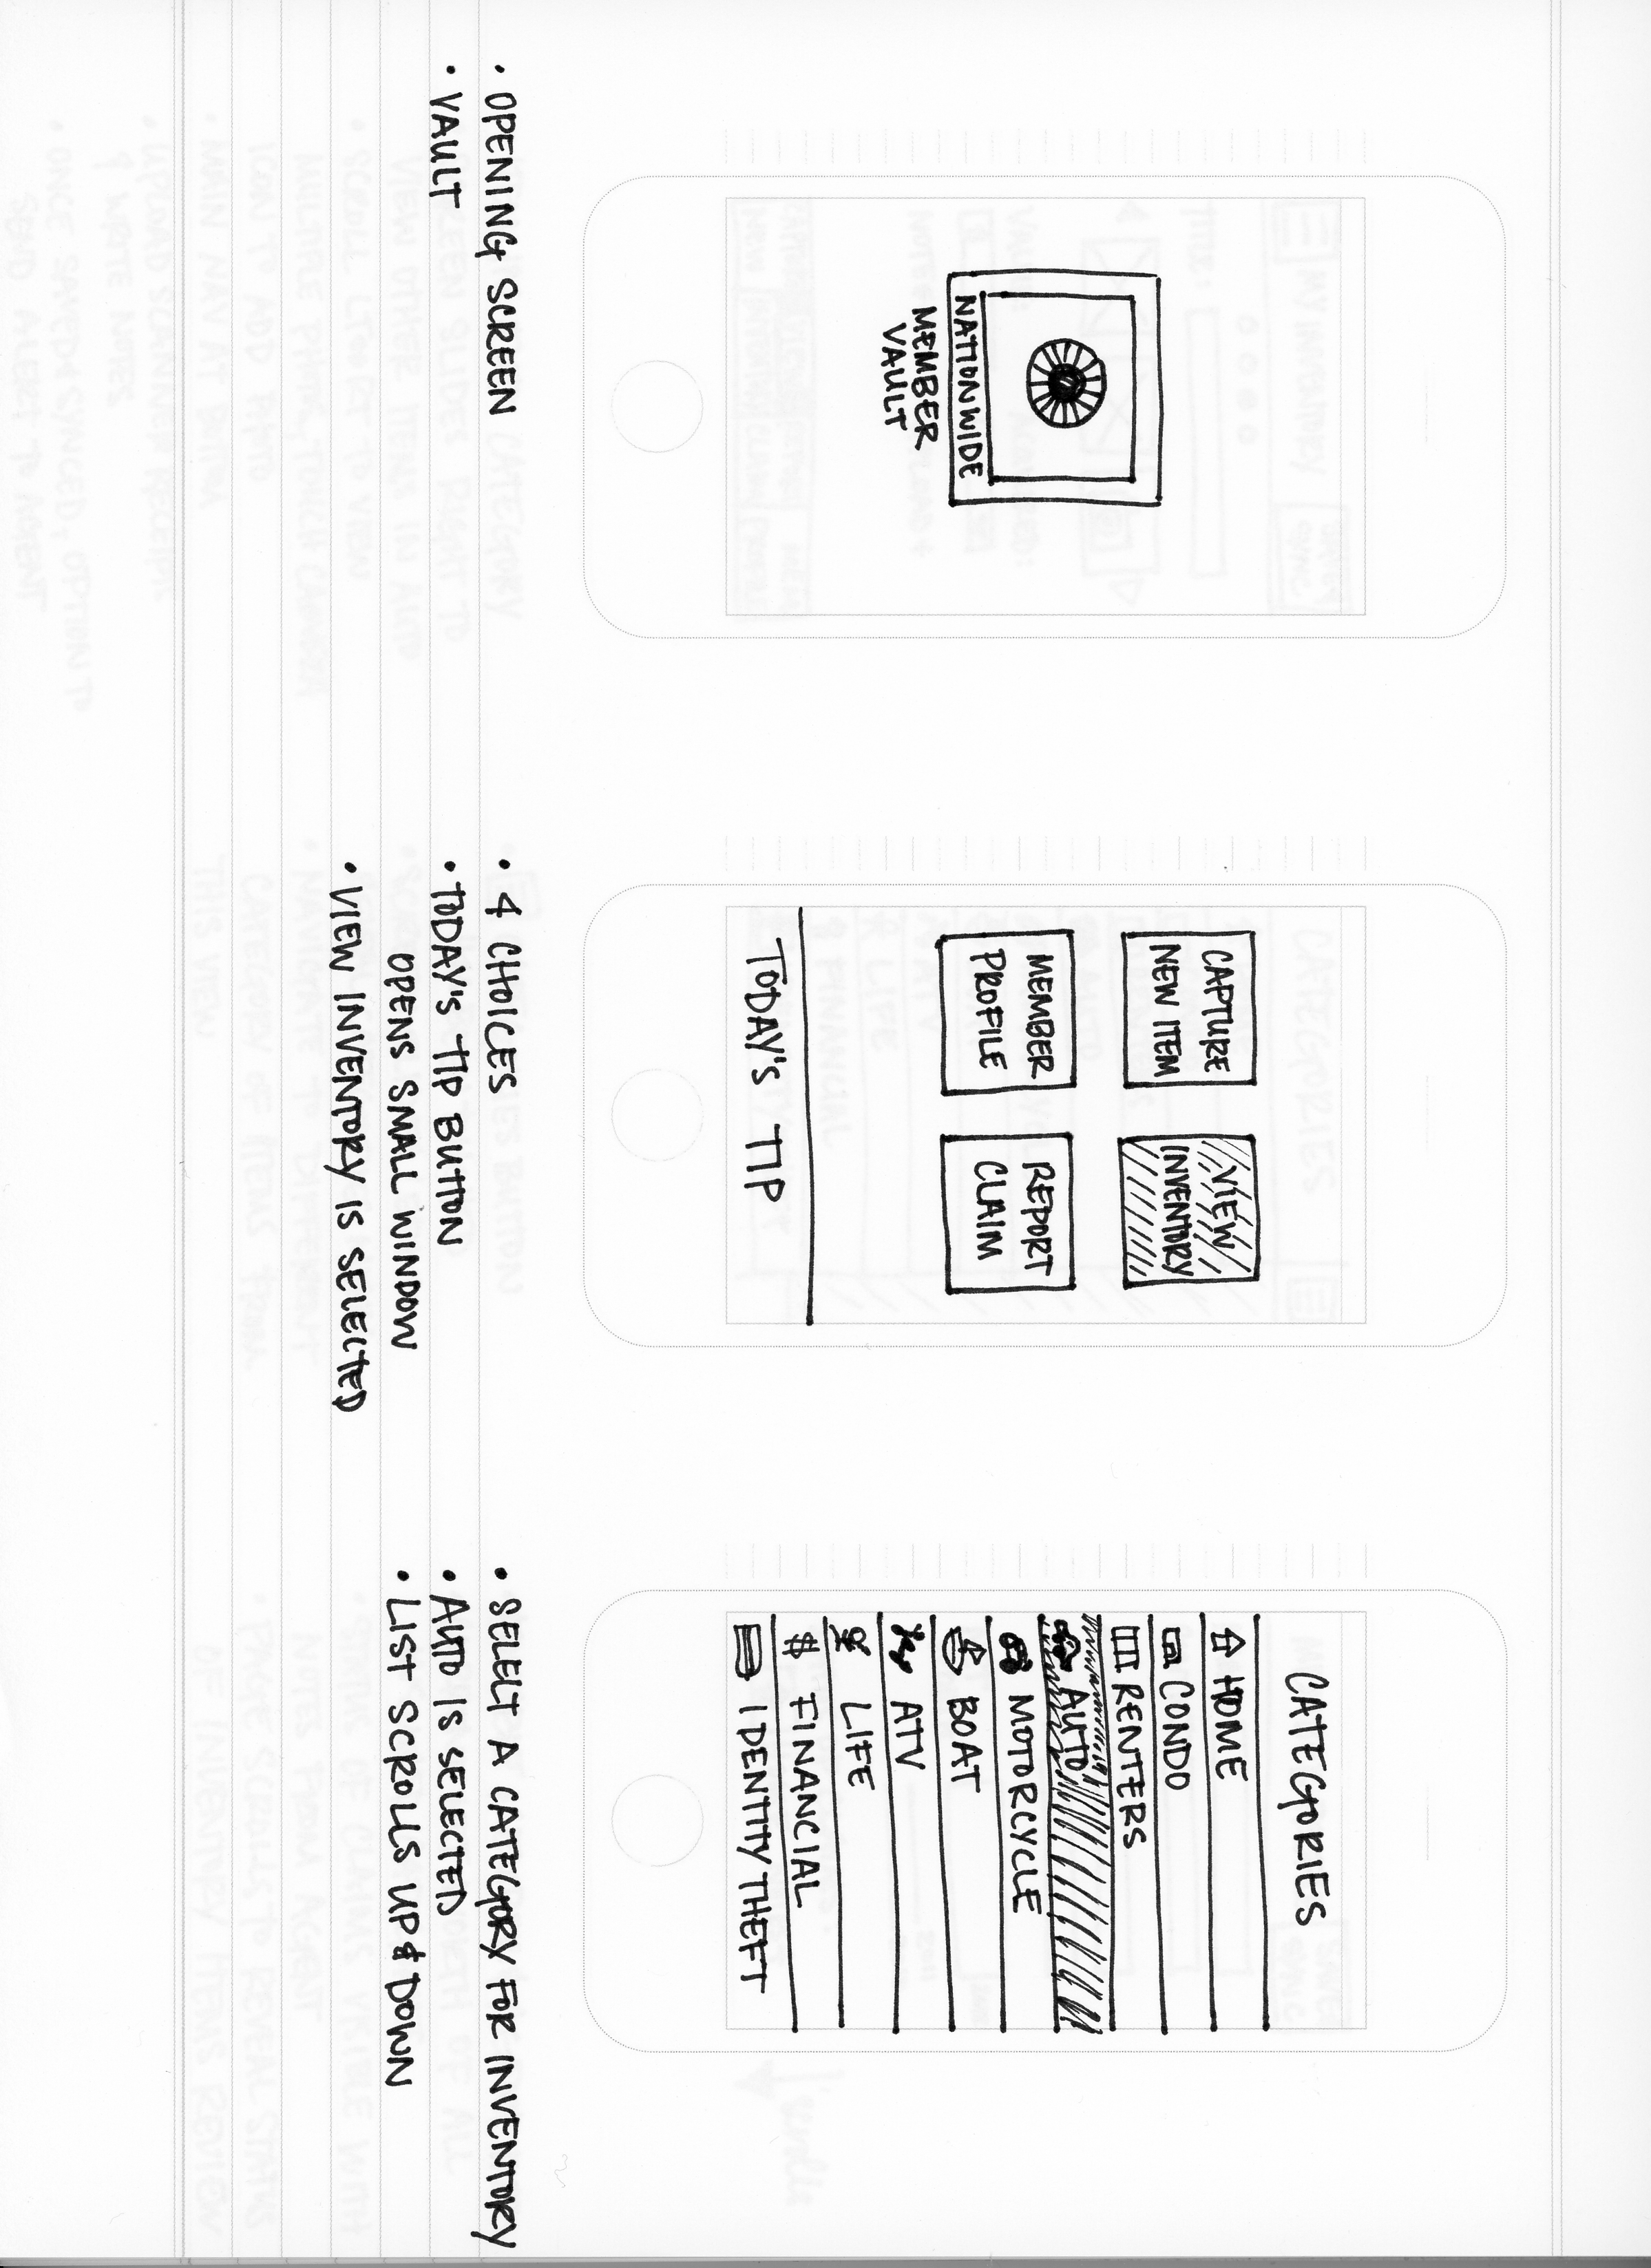 NATIONWIDE
MEMBER
VAULT
• OPENING SCREEN
• VAULT
CAPTURE
NEW ITEM
VIEW
INVENTORY
MEMBER
PROFILE
REPORT
CLAIM
TODAY'S TIP
• 4 CHOICES
• TODAY'S TIP BUTTON
OPENS SMALL WINDOW
• VIEW INVENTORY IS SELECTED
CATEGORIES
HOME
CONDO
RENTERS
AUTO
MOTORCYCLE
BOAT
ATV
LIFE
$ FINANCIAL
IDENTITY THEFT
• SELECT A CATEGORY FOR INVENTORY
• AUTO IS SELECTED
• LIST SCROLLS UP & DOWN